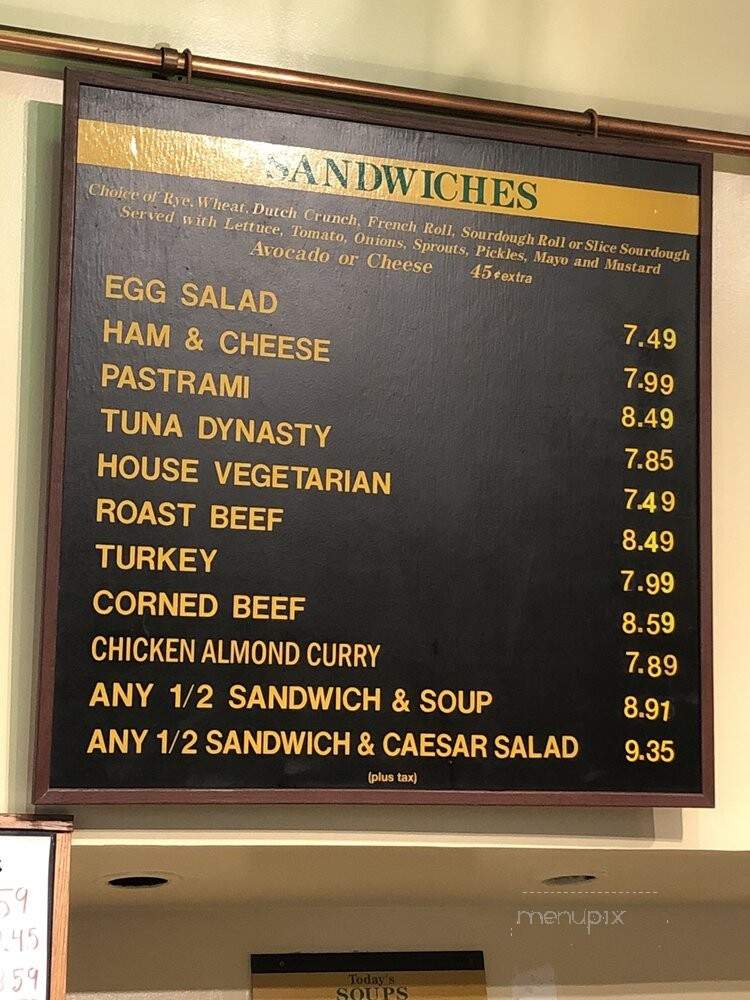 SANDWICHES
Choice of Rye, Wheat, Dutch Crunch, French Roll, Sourdough Roll or Slice Sourdough
Served with Lettuce, Tomato, Onions, Sprouts, Pickles, Mayo and Mustard
Avocado or Cheese 45¢ extra
EGG SALAD 7.49
HAM & CHEESE 7.99
PASTRAMI 8.49
TUNA DYNASTY 7.85
HOUSE VEGETARIAN 7.49
ROAST BEEF 8.49
TURKEY 7.99
CORNED BEEF 8.59
CHICKEN ALMOND CURRY 7.89
ANY 1/2 SANDWICH & SOUP 8.91
ANY 1/2 SANDWICH & CAESAR SALAD 9.35
(plus tax)
59
.45
59
menupix
Today's
SOUPS